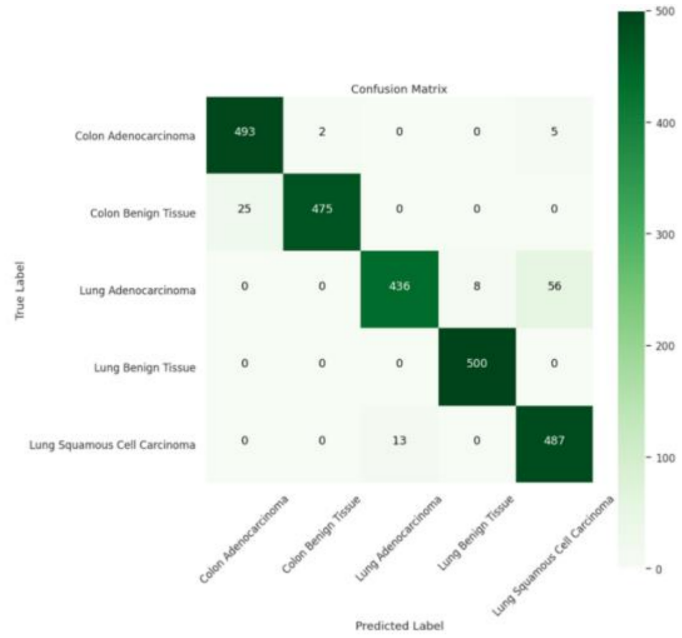 Confusion Matrix
Colon Adenocarcinoma 493 2 0 0 5
Colon Benign Tissue 25 475 0 0 0
Lung Adenocarcinoma 0 0 436 8 56
Lung Benign Tissue 0 0 0 500 0
Lung Squamous Cell Carcinoma 0 0 13 0 487
True Label
Colon Adenocarcinoma
Colon Benign Tissue
Lung Adenocarcinoma
Lung Benign Tissue
Lung Squamous Cell Carcinoma
Predicted Label
500
400
300
200
100
0